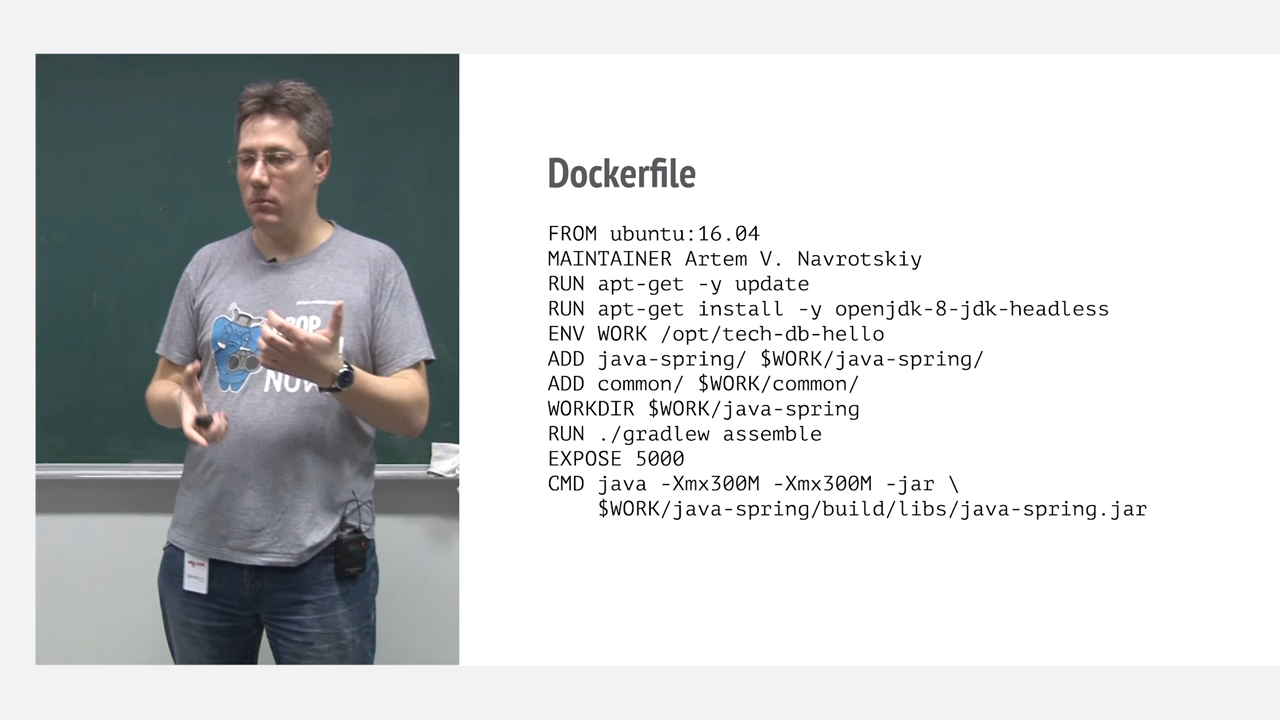 NOW
Dockerfile
FROM ubuntu:16.04
MAINTAINER Artem V. Navrotskiy
RUN apt-get -y update
RUN apt-get install -y openjdk-8-jdk-headless
ENV WORK /opt/tech-db-hello
ADD java-spring/ $WORK/java-spring/
ADD common/ $WORK/common/
WORKDIR $WORK/java-spring
RUN ./gradlew assemble
EXPOSE 5000
CMD java -Xmx300M -Xmx300M -jar \
    $WORK/java-spring/build/libs/java-spring.jar